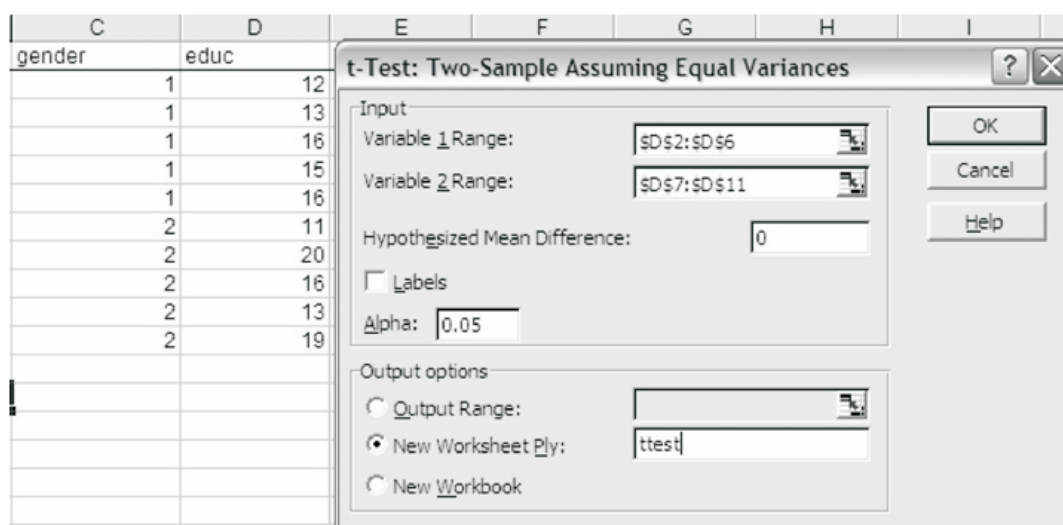 C D E F G H I
gender educ
1 12
1 13
1 16
1 15
1 16
2 11
2 20
2 16
2 13
2 19
t-Test: Two-Sample Assuming Equal Variances
Input
Variable 1 Range: $D$2:$D$6
Variable 2 Range: $D$7:$D$11
Hypothesized Mean Difference: 0
Labels
Alpha: 0.05
Output options
Output Range:
New Worksheet Ply: ttest
New Workbook
?
OK
Cancel
Help